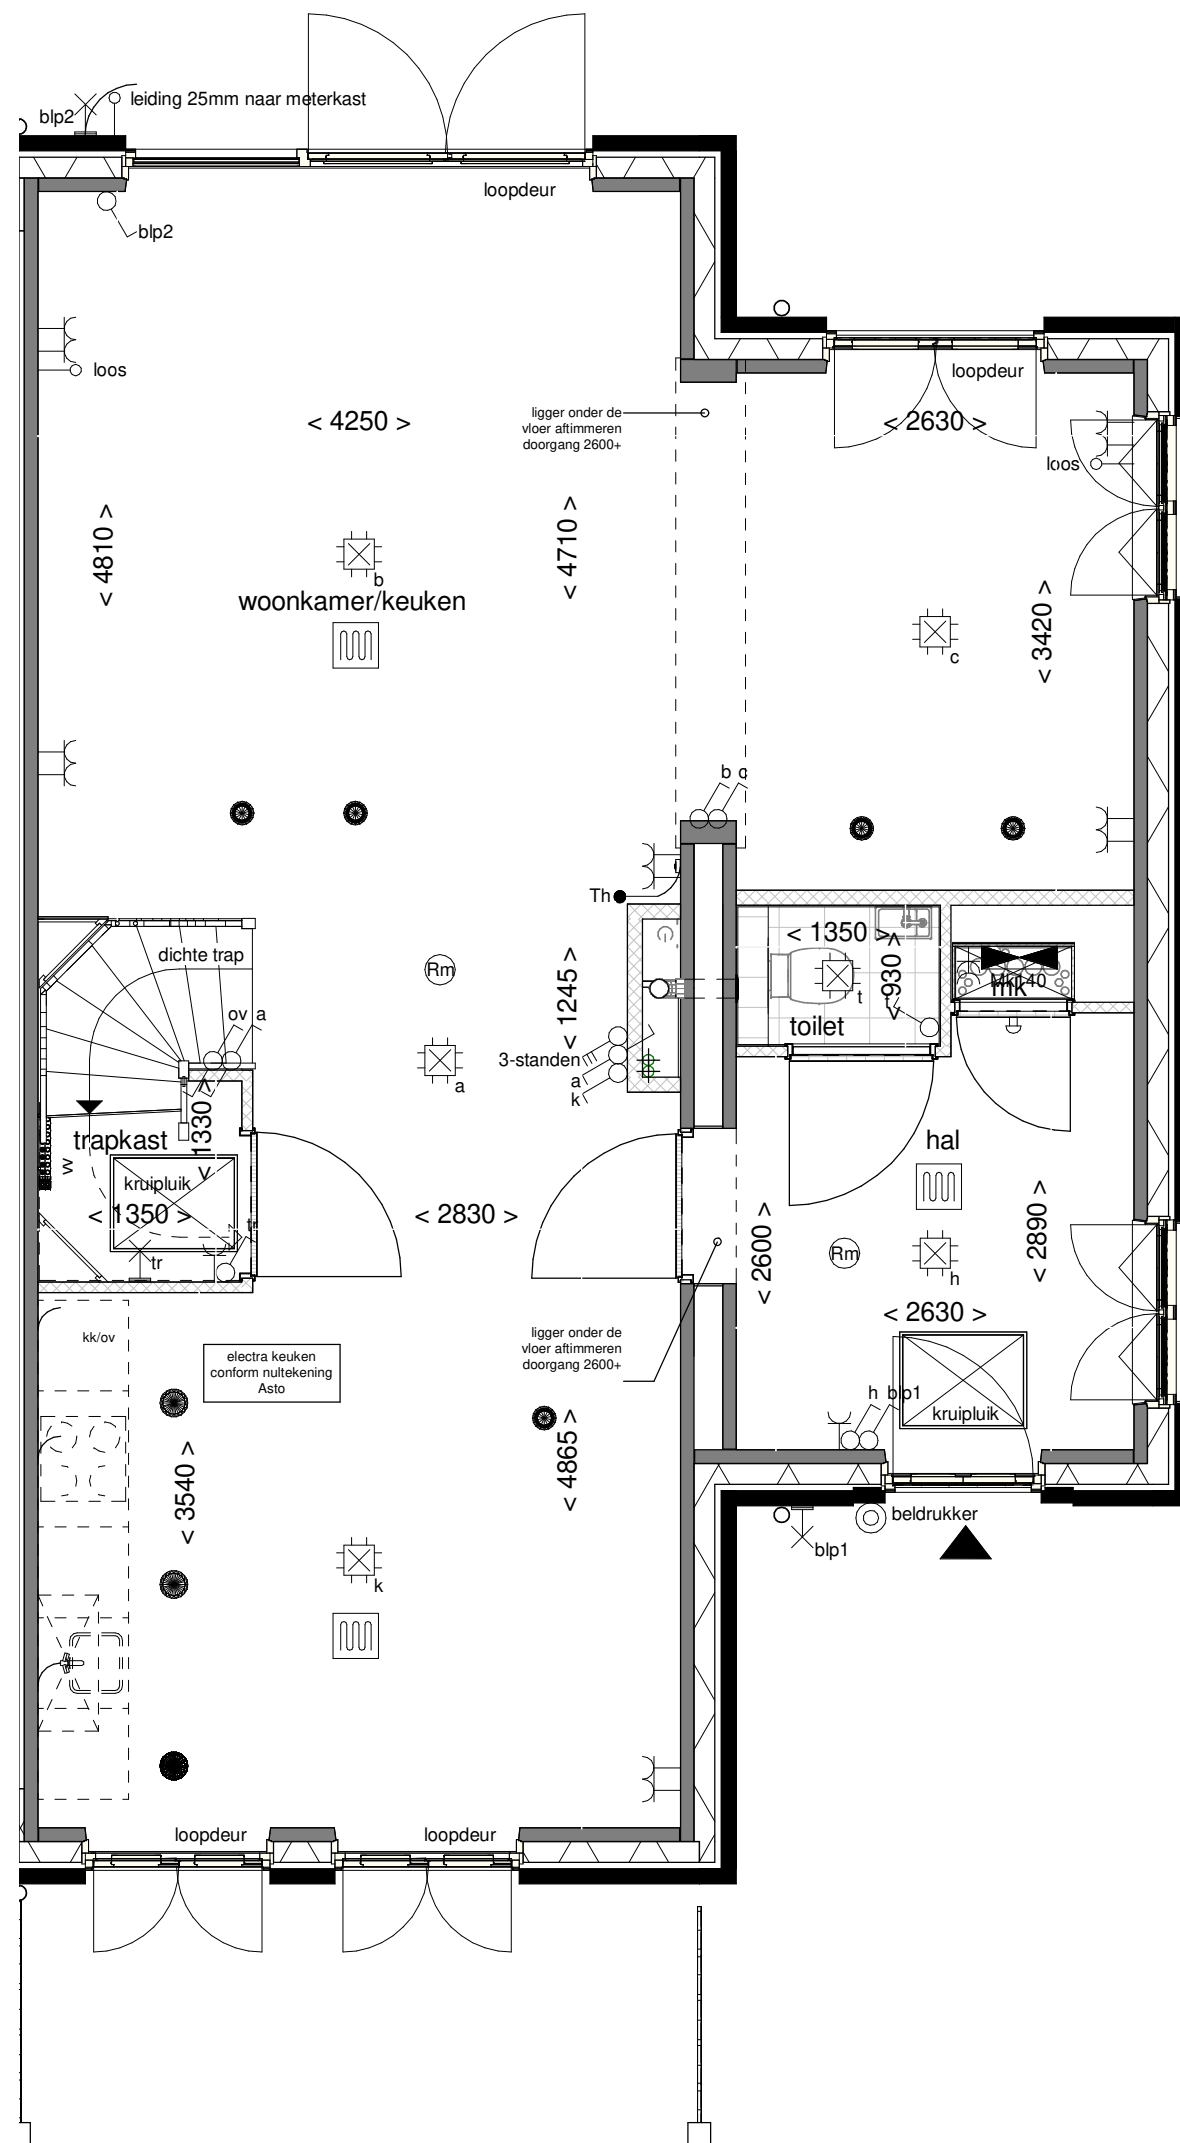 leiding 25mm naar meterkast
blp2
loopdeur
blp2
loos
loopdeur
< 4250 >
ligger onder de
vloer aftimmeren
doorgang 2600+
< 2630 >
loos
< 4810 >
< 4710 >
b
woonkamer/keuken
< 3420 >
c
b c
Th
dichte trap
Rm
< 1245 >
< 1350 >
< 930 >
t
t
toilet
mk
ov a
3-standen
a
k
a
< 1330 >
trapkast
w
kruipluik
< 1350 >
tr
< 2830 >
hal
< 2600 >
Rm
< 2890 >
h
< 2630 >
kk/ov
electra keuken
conform nultekening
Asto
ligger onder de
vloer aftimmeren
doorgang 2600+
h blp1
kruipluik
< 3540 >
< 4865 >
beldrukker
blp1
k
loopdeur
loopdeur